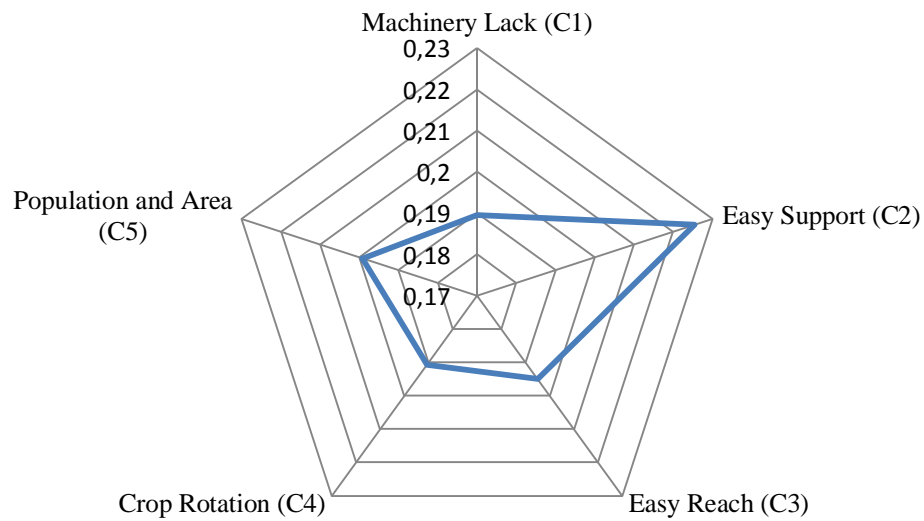 Machinery Lack (C1)
0,23
0,22
0,21
0,2
0,19
0,18
0,17
Easy Support (C2)
Easy Reach (C3)
Crop Rotation (C4)
Population and Area
(C5)